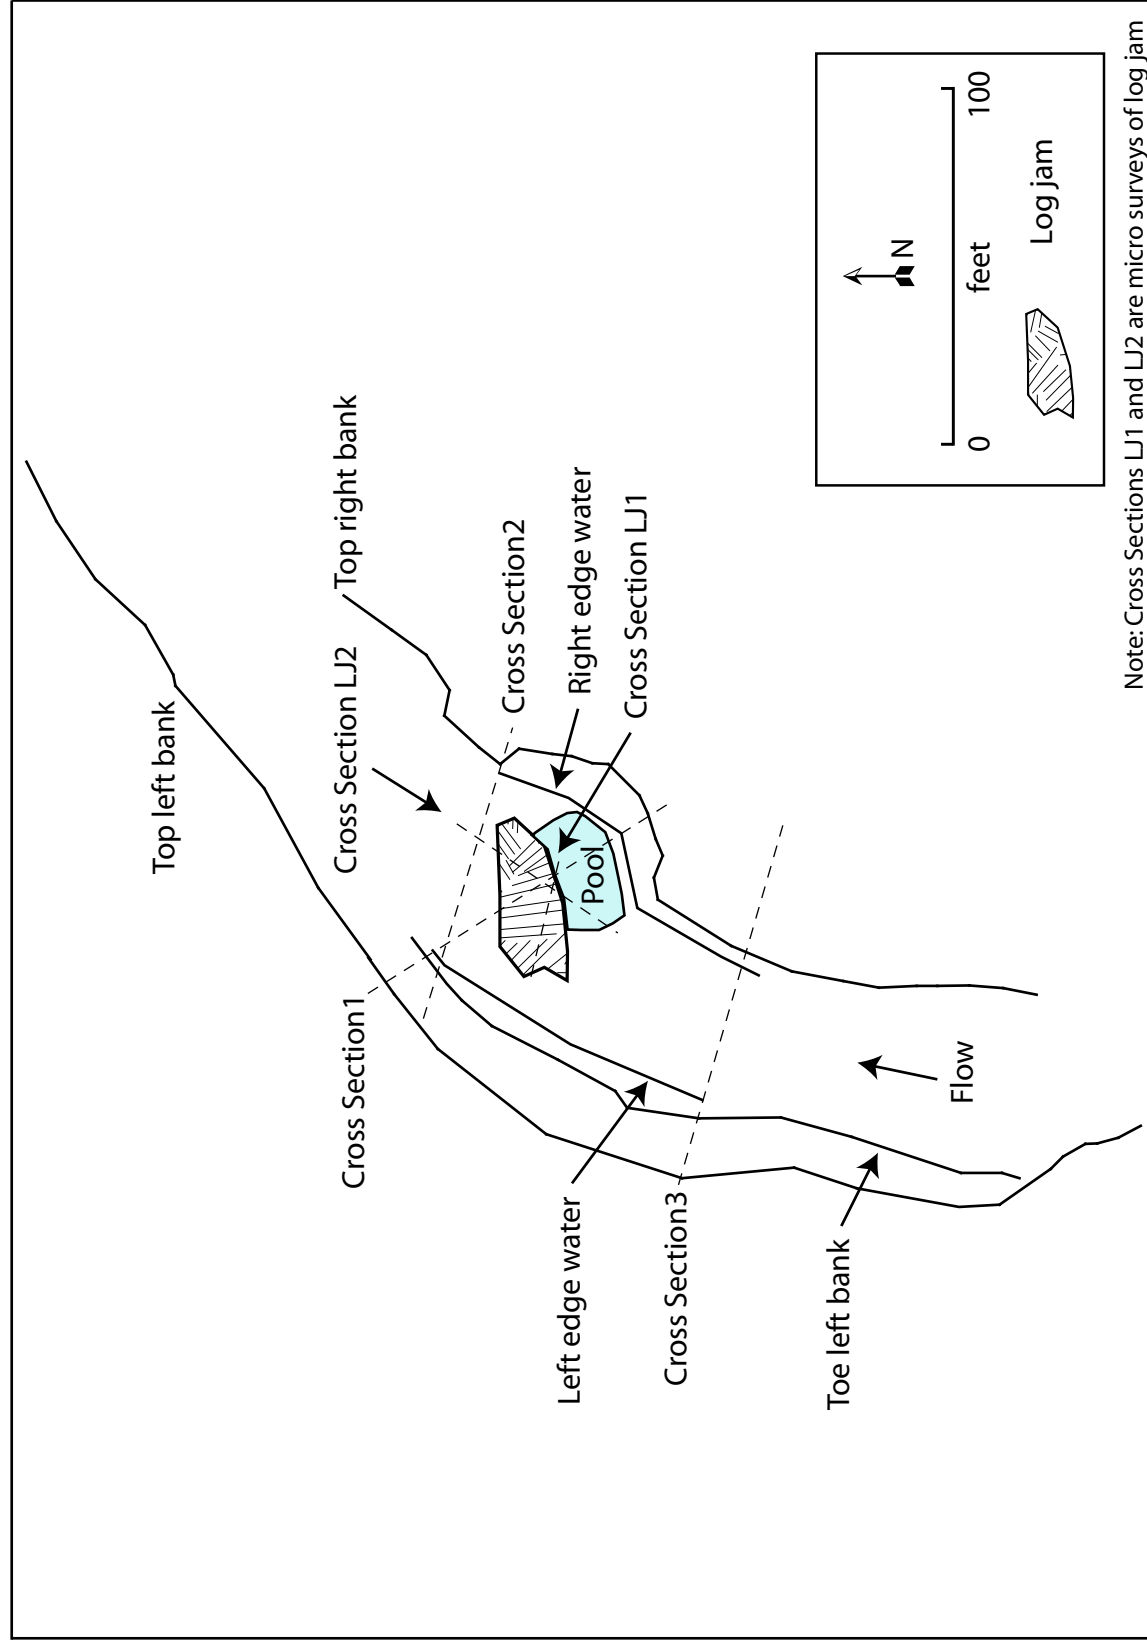 Top left bank
Top right bank
Cross Section LJ2
Cross Section2
Right edge water
Cross Section LJ1
Cross Section1
Pool
Left edge water
Cross Section3
Toe left bank
Flow
N
0
100
feet
Log jam
Note: Cross Sections LJ1 and LJ2 are micro surveys of log jam